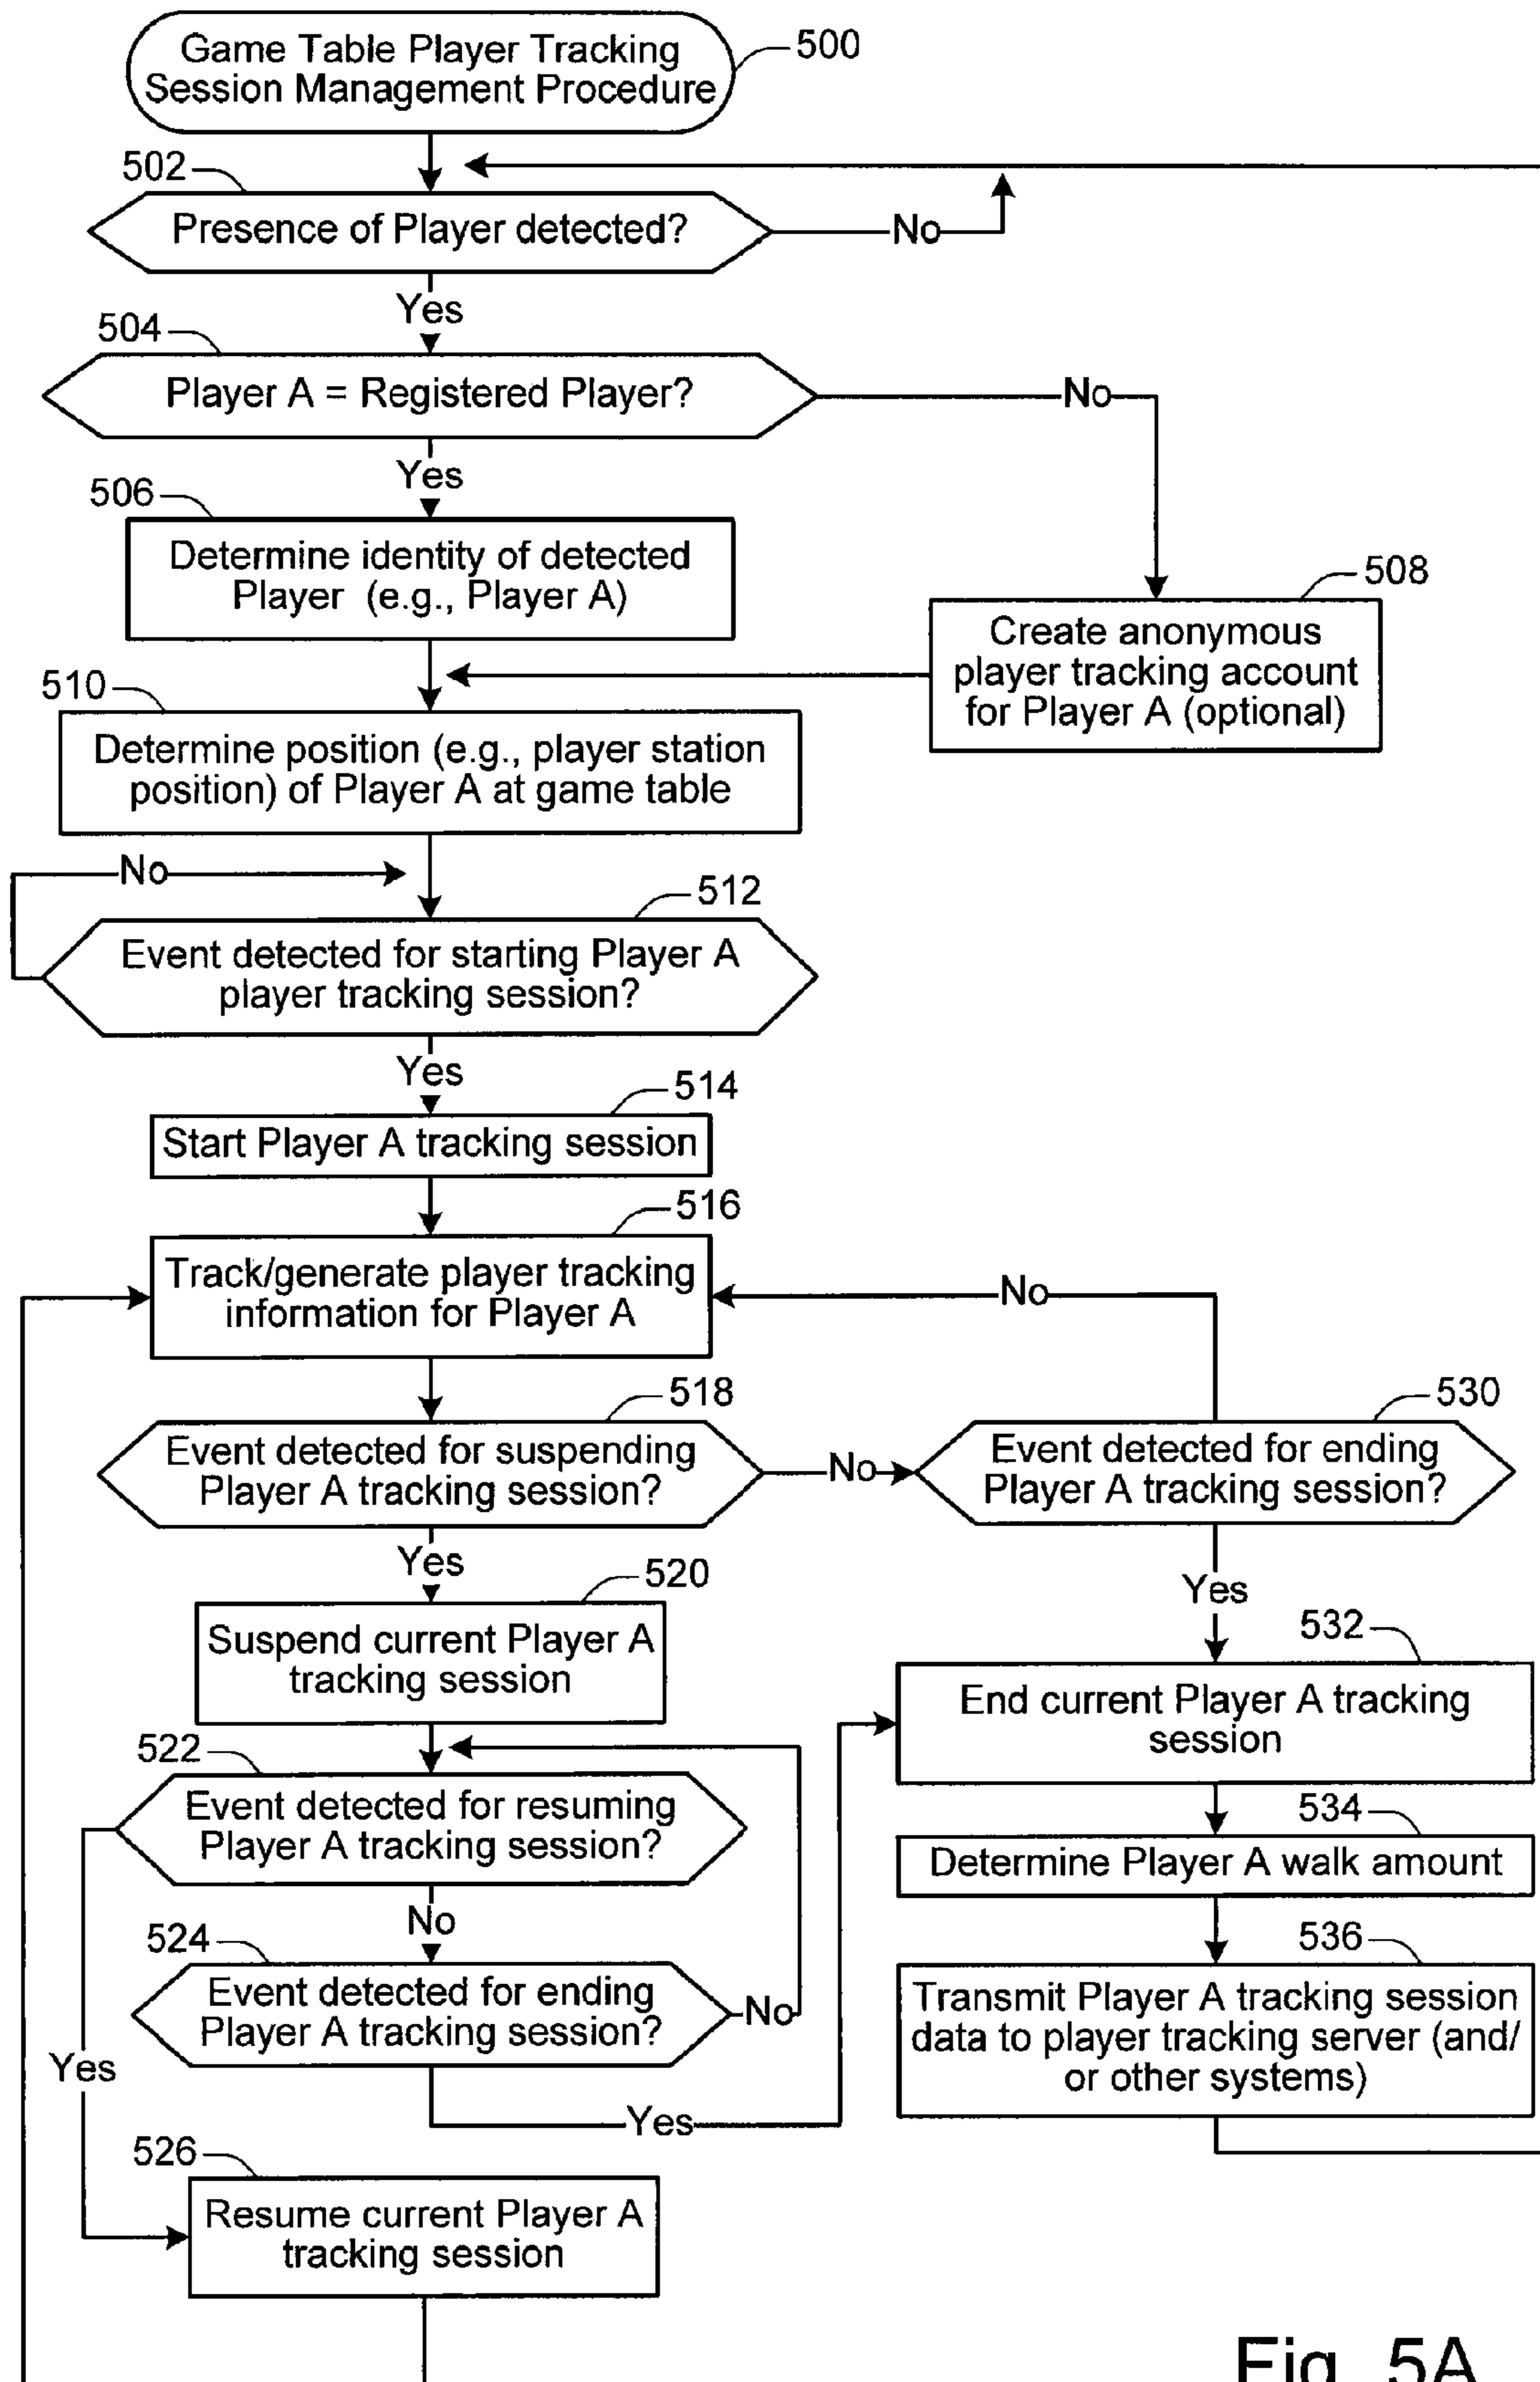 Game Table Player Tracking
Session Management Procedure
500
502
Presence of Player detected?
No
Yes
504
Player A = Registered Player?
No
Yes
506
Determine identity of detected
Player (e.g., Player A)
508
Create anonymous
player tracking account
for Player A (optional)
510
Determine position (e.g., player station
position) of Player A at game table
No
512
Event detected for starting Player A
player tracking session?
Yes
514
Start Player A tracking session
516
Track/generate player tracking
information for Player A
No
518
Event detected for suspending
Player A tracking session?
No
530
Event detected for ending
Player A tracking session?
Yes
Yes
520
Suspend current Player A
tracking session
532
End current Player A tracking
session
522
Event detected for resuming
Player A tracking session?
534
Determine Player A walk amount
No
524
Event detected for ending
Player A tracking session?
No
536
Transmit Player A tracking session
data to player tracking server (and/
or other systems)
Yes
Yes
526
Resume current Player A
tracking session
Fig. 5A